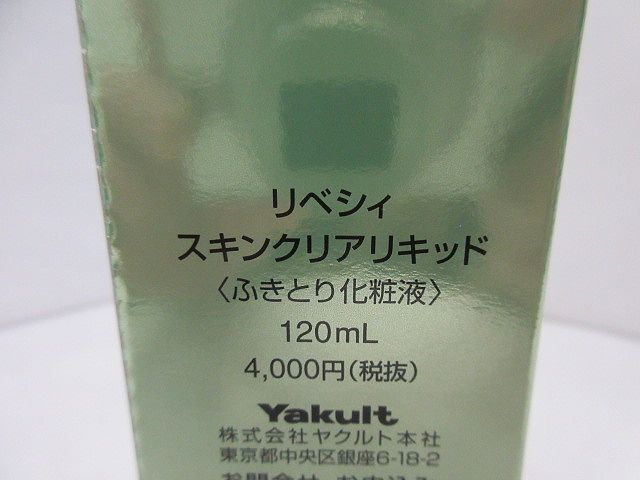 リベシィ
スキンクリアリキッド
〈ふきとり化粧液〉
120mL
4,000円(税抜)
Yakult
株式会社ヤクルト本社
東京都中央区銀座6-18-2